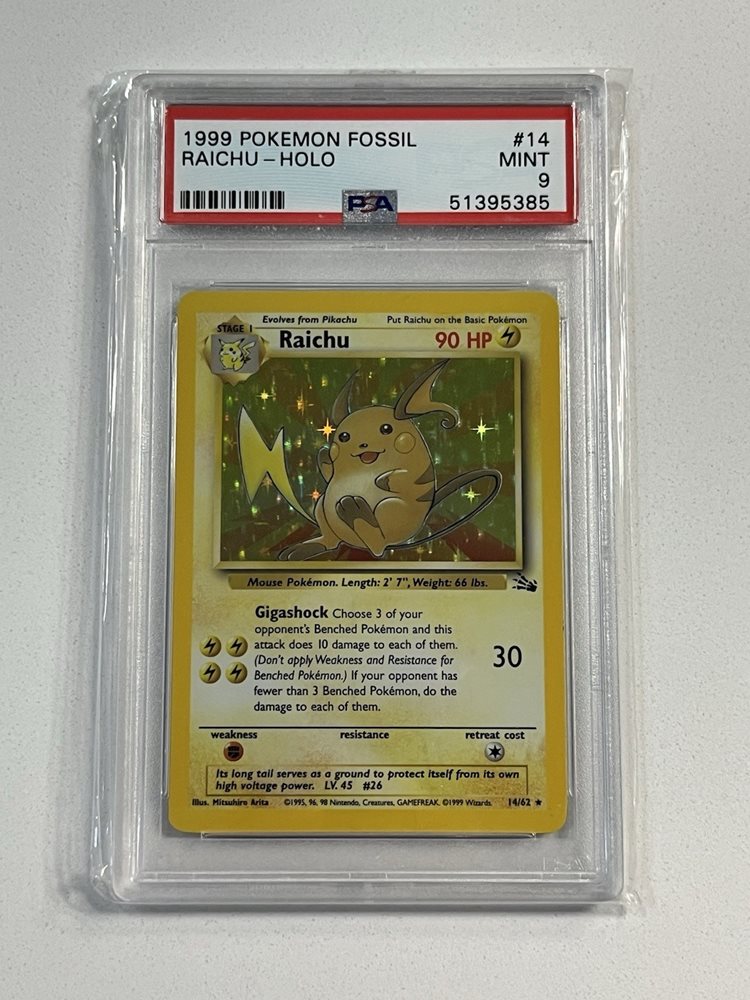 1999 POKEMON FOSSIL #14
RAICHU – HOLO MINT
9
PSA 51395385
Evolves from Pikachu Put Raichu on the Basic Pokémon
STAGE 1 Raichu 90 HP
Mouse Pokémon. Length: 2' 7", Weight: 66 lbs.
Gigashock Choose 3 of your
opponent's Benched Pokémon and this
attack does 10 damage to each of them.
(Don't apply Weakness and Resistance for
Benched Pokémon.) If your opponent has
fewer than 3 Benched Pokémon, do the
damage to each of them.
30
weakness resistance retreat cost
Its long tail serves as a ground to protect itself from its own
high voltage power. LV. 45 #26
Illus. Mitsuhiro Arita ©1995, 96, 98 Nintendo, Creatures, GAMEFREAK. ©1999 Wizards. 14/62 ★